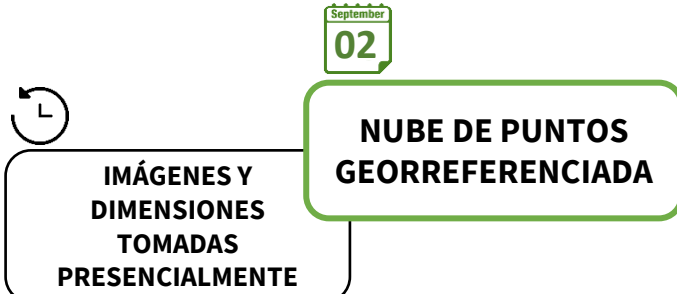 September
02
NUBE DE PUNTOS
GEORREFERENCIADA
IMÁGENES Y
DIMENSIONES
TOMADAS
PRESENCIALMENTE